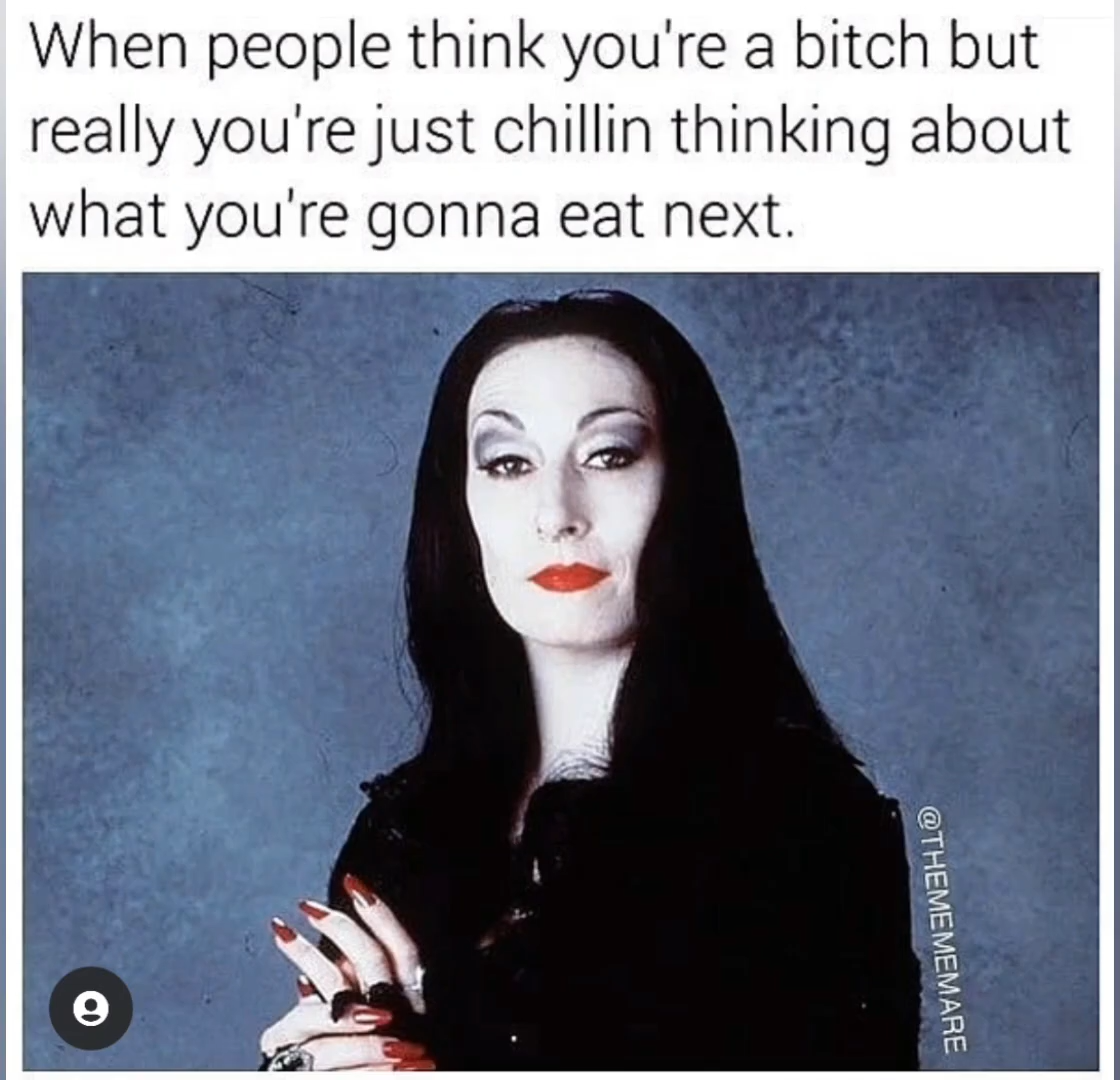 When people think you're a bitch but
really you're just chillin thinking about
what you're gonna eat next.
@THEMEMEMARE